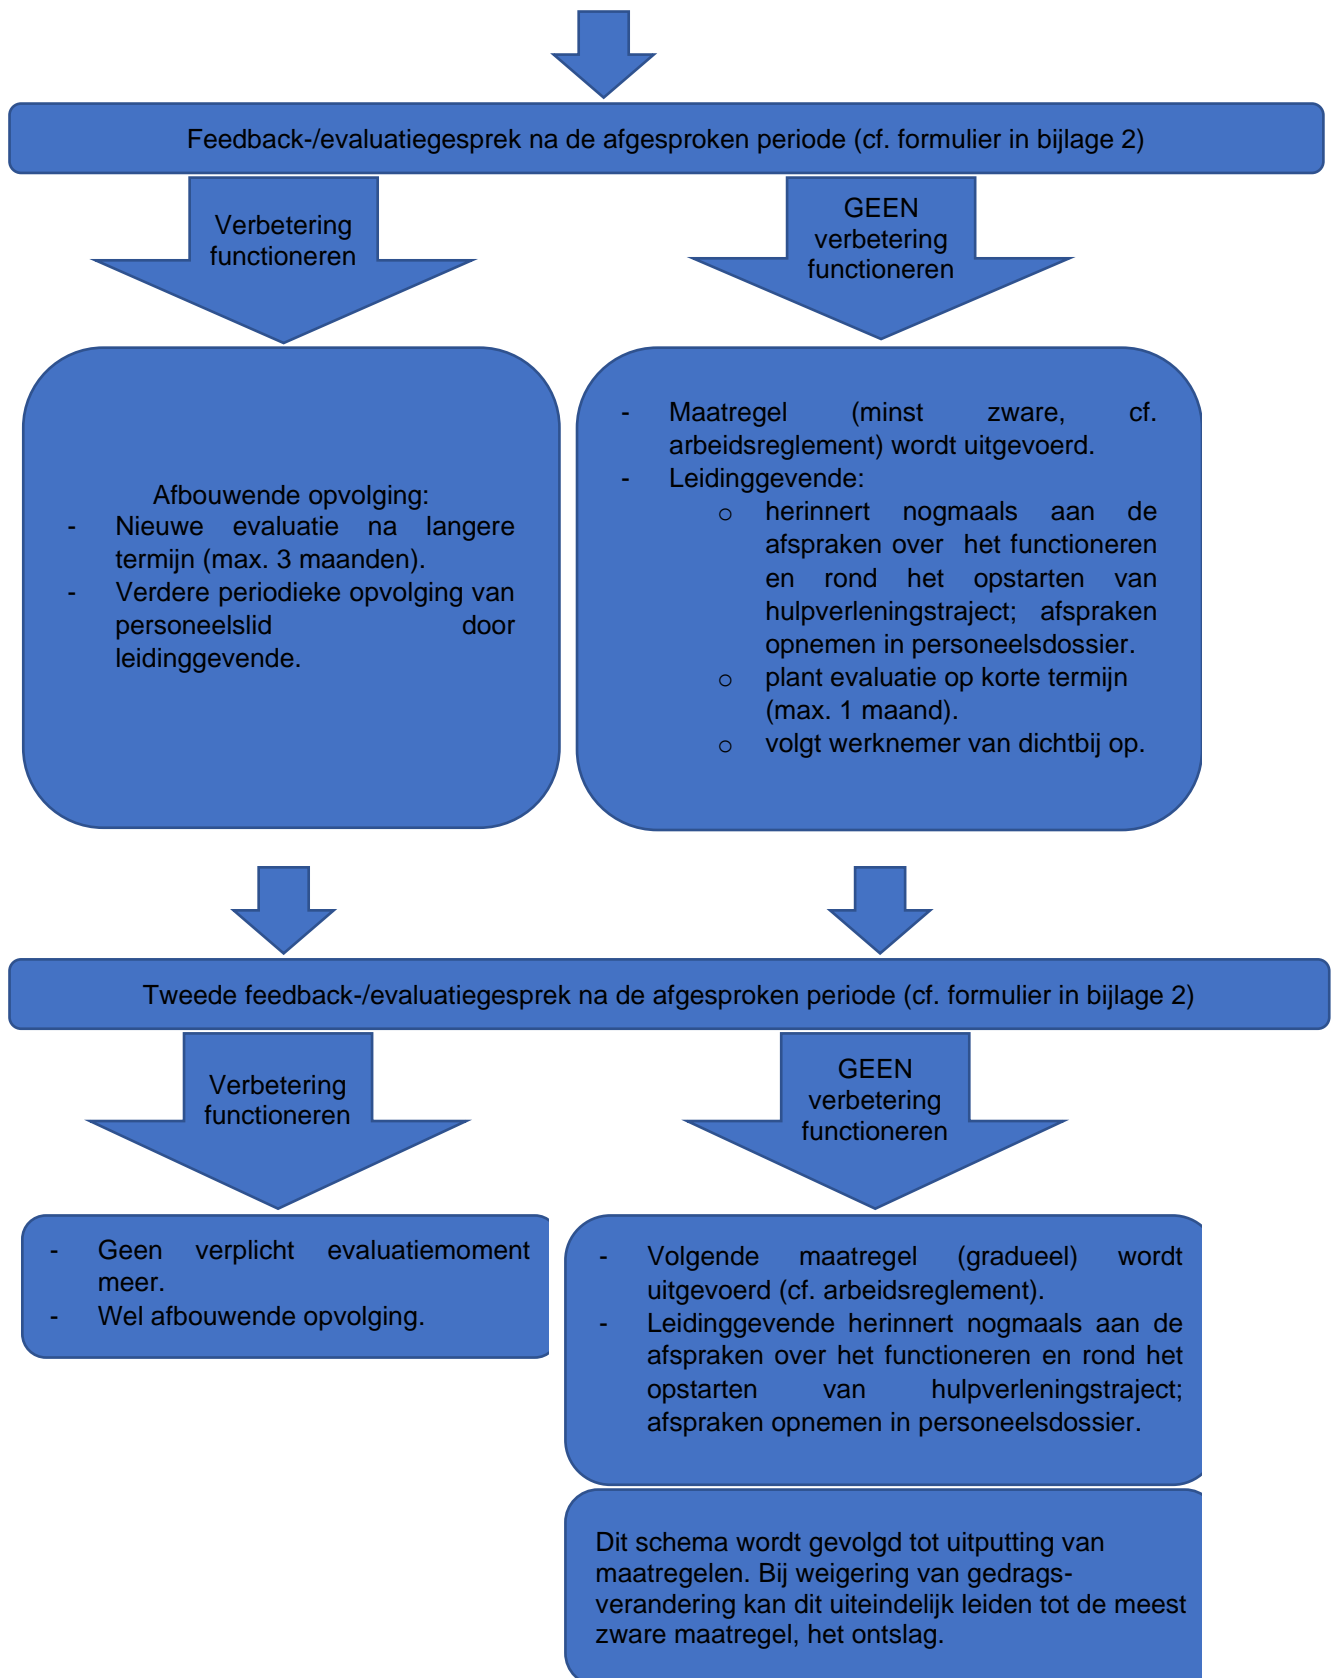 Feedback-/evaluatiegesprek na de afgesproken periode (cf. formulier in bijlage 2)
Verbetering
functioneren
GEEN
verbetering
functioneren
Afbouwende opvolging:
- Nieuwe evaluatie na langere
termijn (max. 3 maanden).
- Verdere periodieke opvolging van
personeelslid door
leidinggevende.
- Maatregel (minst zware, cf.
arbeidsreglement) wordt uitgevoerd.
- Leidinggevende:
o herinnert nogmaals aan de
afspraken over het functioneren
en rond het opstarten van
hulpverleningstraject; afspraken
opnemen in personeelsdossier.
o plant evaluatie op korte termijn
(max. 1 maand).
o volgt werknemer van dichtbij op.
Tweede feedback-/evaluatiegesprek na de afgesproken periode (cf. formulier in bijlage 2)
Verbetering
functioneren
GEEN
verbetering
functioneren
- Geen verplicht evaluatiemoment
meer.
- Wel afbouwende opvolging.
- Volgende maatregel (gradueel) wordt
uitgevoerd (cf. arbeidsreglement).
- Leidinggevende herinnert nogmaals aan de
afspraken over het functioneren en rond het
opstarten van hulpverleningstraject;
afspraken opnemen in personeelsdossier.
Dit schema wordt gevolgd tot uitputting van
maatregelen. Bij weigering van gedrags-
verandering kan dit uiteindelijk leiden tot de meest
zware maatregel, het ontslag.